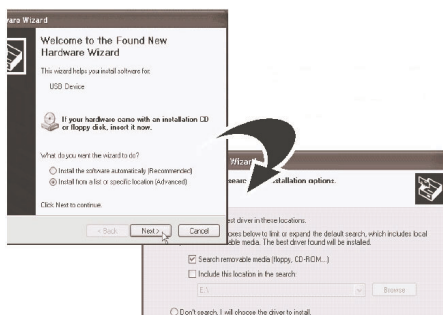 ware Wizard
Welcome to the Found New
Hardware Wizard
This wizard helps you install software for:
USB Device
If your hardware came with an installation CD
or floppy disk, insert it now.
What do you want the wizard to do?
Install the software automatically (Recommended)
Install from a list or specific location (Advanced)
Click Next to continue.
< Back
Next >
Cancel
Wizard
search
installation options.
best driver in these locations.
boxes below to limit or expand the default search, which includes local
able media. The best driver found will be installed.
Search removable media (floppy, CD-ROM...)
Include this location in the search:
E:\
Browse
Don't search. I will choose the driver to install.